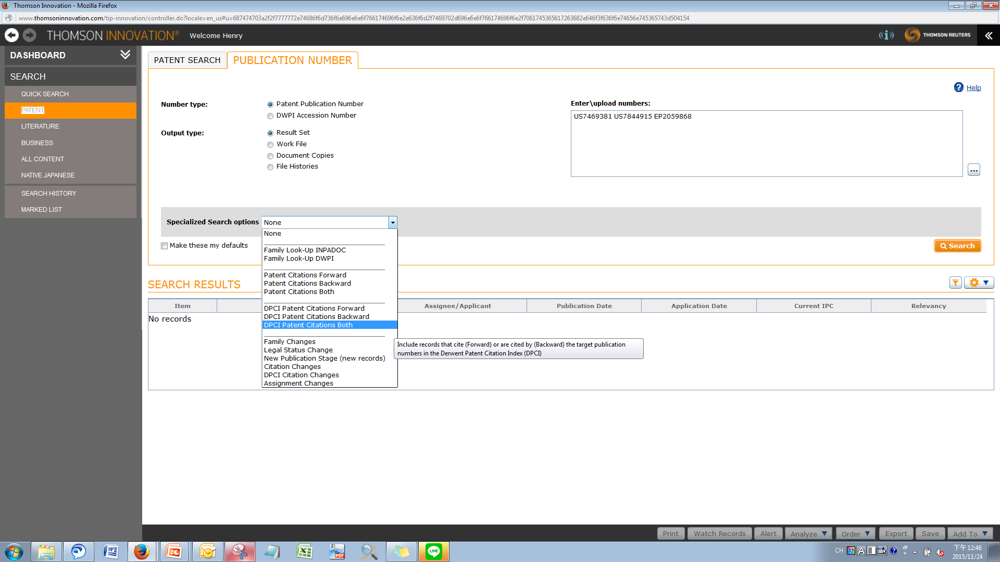 Thomson Innovation - Mozilla Firefox
www.thomsoninnovation.com/tip-innovation/controller.do?locale=en_us#u=
THOMSON INNOVATION® Welcome Henry
THOMSON REUTERS
DASHBOARD
SEARCH
QUICK SEARCH
PATENT
LITERATURE
BUSINESS
ALL CONTENT
NATIVE JAPANESE
SEARCH HISTORY
MARKED LIST
PATENT SEARCH
PUBLICATION NUMBER
Help
Number type:
Patent Publication Number
DWPI Accession Number
Output type:
Result Set
Work File
Document Copies
File Histories
Enter\upload numbers:
US7469381 US7844915 EP2059868
...
Specialized Search options
None
None
Family Look-Up INPADOC
Family Look-Up DWPI
Patent Citations Forward
Patent Citations Backward
Patent Citations Both
DPCI Patent Citations Forward
DPCI Patent Citations Backward
DPCI Patent Citations Both
Family Changes
Legal Status Change
New Publication Stage (new records)
Citation Changes
DPCI Citation Changes
Assignment Changes
Include records that cite (Forward) or are cited by (Backward) the target publication
numbers in the Derwent Patent Citation Index (DPCI)
Make these my defaults
Search
SEARCH RESULTS
Item
Assignee/Applicant
Publication Date
Application Date
Current IPC
Relevancy
No records
Print
Watch Records
Alert
Analyze
Order
Export
Save
Add To
PDF
LINE
CH
A
下午 12:46
2015/11/24